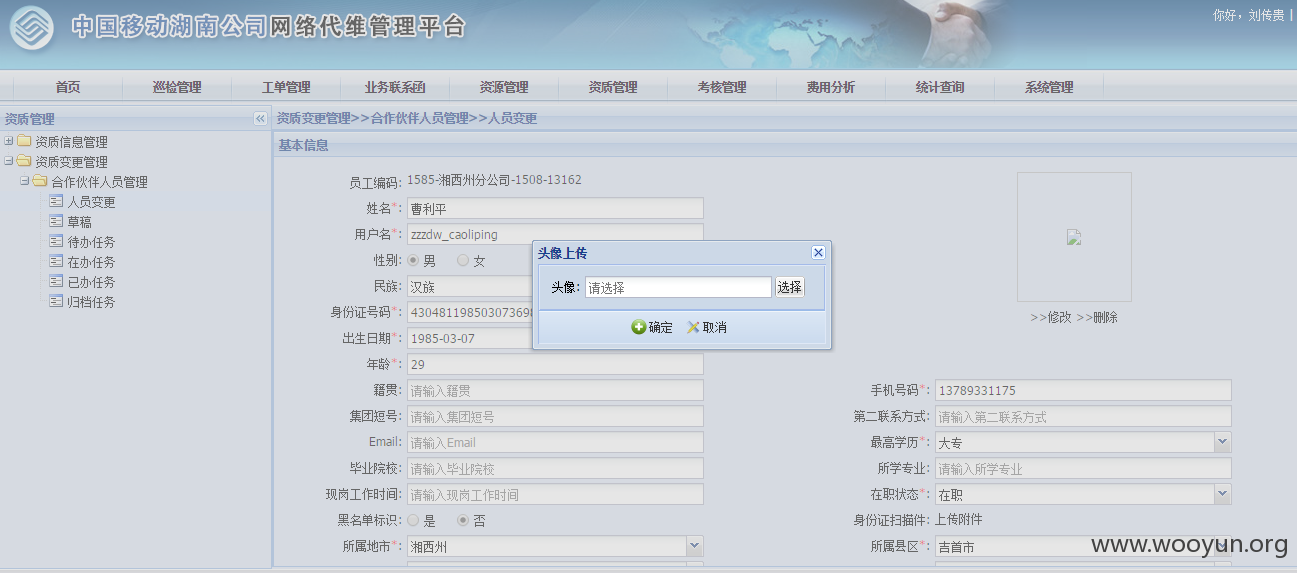 中国移动湖南公司网络代维管理平台
你好，刘传贵 |
首页 巡检管理 工单管理 业务联系函 资源管理 资质管理 考核管理 费用分析 统计查询 系统管理
资质管理
资质信息管理
资质变更管理
合作伙伴人员管理
人员变更
草稿
待办任务
在办任务
已办任务
归档任务
资质变更管理>>合作伙伴人员管理>>人员变更
基本信息
员工编码: 1585-湘西州分公司-1508-13162
姓名*: 曹利平
用户名*: zzzdw_caoliping
性别: 男 女
民族: 汉族
身份证号码*: 43048119850307369
出生日期*: 1985-03-07
年龄*: 29
>>修改 >>删除
头像上传
头像: 请选择 选择
确定 取消
籍贯: 请输入籍贯 手机号码*: 13789331175
集团短号: 请输入集团短号 第二联系方式: 请输入第二联系方式
Email: 请输入Email 最高学历*: 大专
毕业院校: 请输入毕业院校 所学专业: 请输入所学专业
现岗工作时间: 请输入现岗工作时间 在职状态*: 在职
黑名单标识: 是 否 身份证扫描件: 上传附件
所属地市*: 湘西州 所属县区*: 吉首市
www.wooyun.org